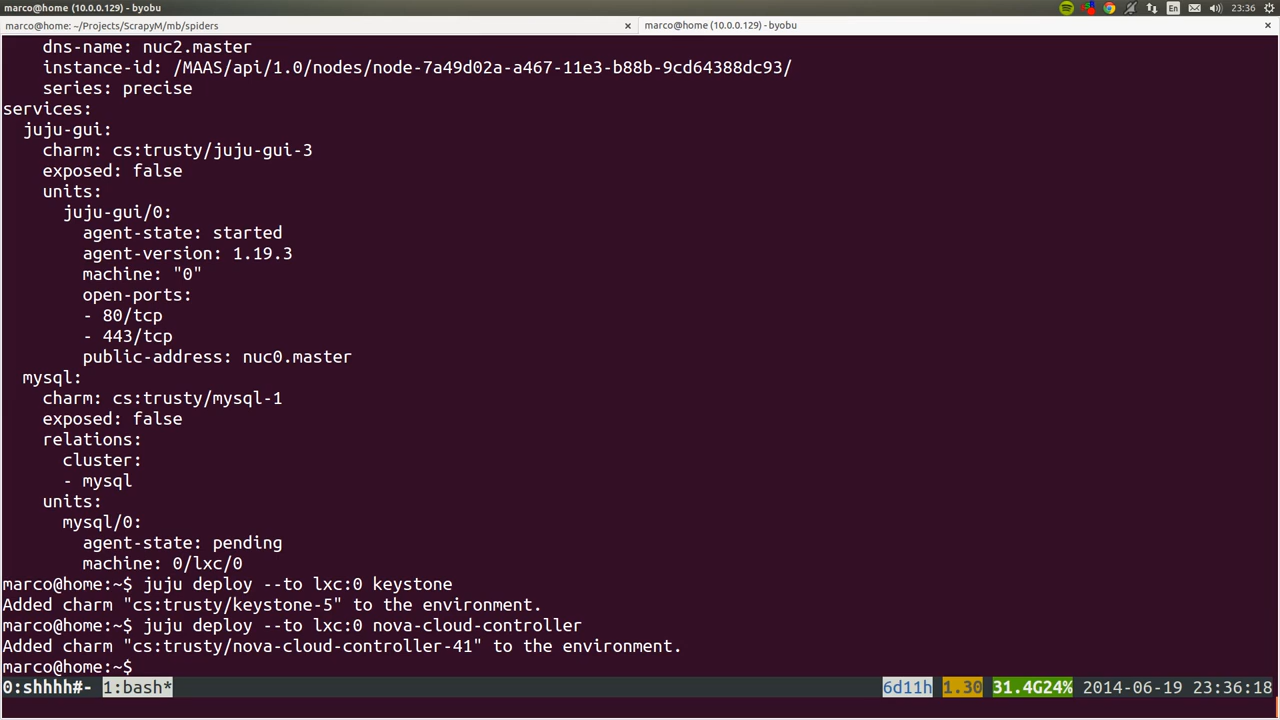 marco@home (10.0.0.129) - byobu
En 23:36
marco@home: ~/Projects/ScrapyM/mb/spiders × marco@home (10.0.0.129) - byobu ×
    dns-name: nuc2.master
    instance-id: /MAAS/api/1.0/nodes/node-7a49d02a-a467-11e3-b88b-9cd64388dc93/
    series: precise
services:
  juju-gui:
    charm: cs:trusty/juju-gui-3
    exposed: false
    units:
      juju-gui/0:
        agent-state: started
        agent-version: 1.19.3
        machine: "0"
        open-ports:
        - 80/tcp
        - 443/tcp
        public-address: nuc0.master
  mysql:
    charm: cs:trusty/mysql-1
    exposed: false
    relations:
      cluster:
      - mysql
    units:
      mysql/0:
        agent-state: pending
        machine: 0/lxc/0
marco@home:~$ juju deploy --to lxc:0 keystone
Added charm "cs:trusty/keystone-5" to the environment.
marco@home:~$ juju deploy --to lxc:0 nova-cloud-controller
Added charm "cs:trusty/nova-cloud-controller-41" to the environment.
marco@home:~$
0:shhhh#- 1:bash* 6d11h 1.30 31.4G24% 2014-06-19 23:36:18